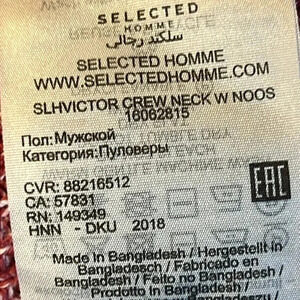 SELECTED
HOMME
سلكتد رجالي
SELECTED HOMME
WWW.SELECTEDHOMME.COM
SLHVICTOR CREW NECK W NOOS
16062815
Пол: Мужской
Категория: Пуловеры
CVR: 88216512
CA: 57831
RN: 149349
HNN - DKU 2018
EAC
Made in Bangladesh / Hergestellt in
Bangladesch / Fabricado en
Bangladesh / Feito no Bangladesh /
Prodotto in Bangladesh /